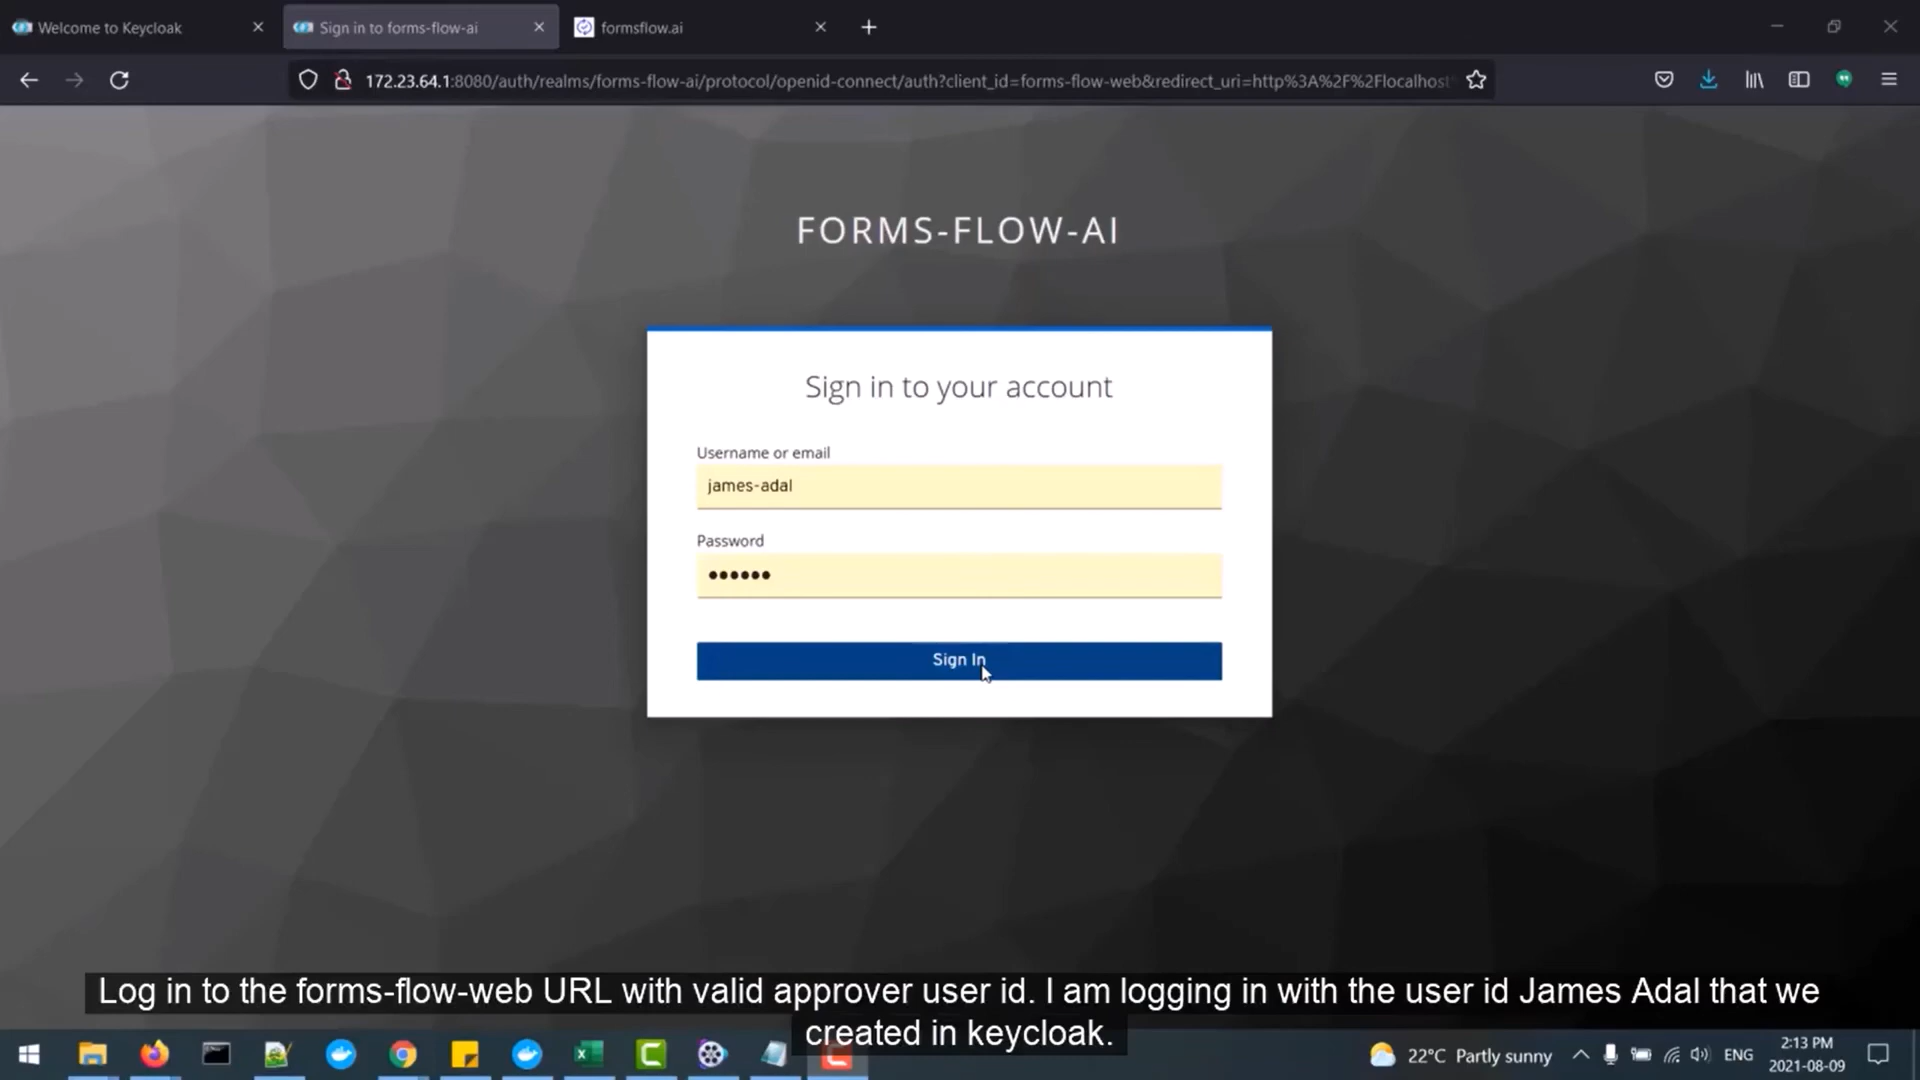 Welcome to Keycloak
Sign in to forms-flow-ai
formsflow.ai
172.23.64.1:8080/auth/realms/forms-flow-ai/protocol/openid-connect/auth?client_id=forms-flow-web&redirect_uri=http%3A%2F%2Flocalhost
FORMS-FLOW-AI
Sign in to your account
Username or email
james-adal
Password
Sign In
Log in to the forms-flow-web URL with valid approver user id. I am logging in with the user id James Adal that we
created in keycloak.
22°C Partly sunny
ENG
2:13 PM
2021-08-09